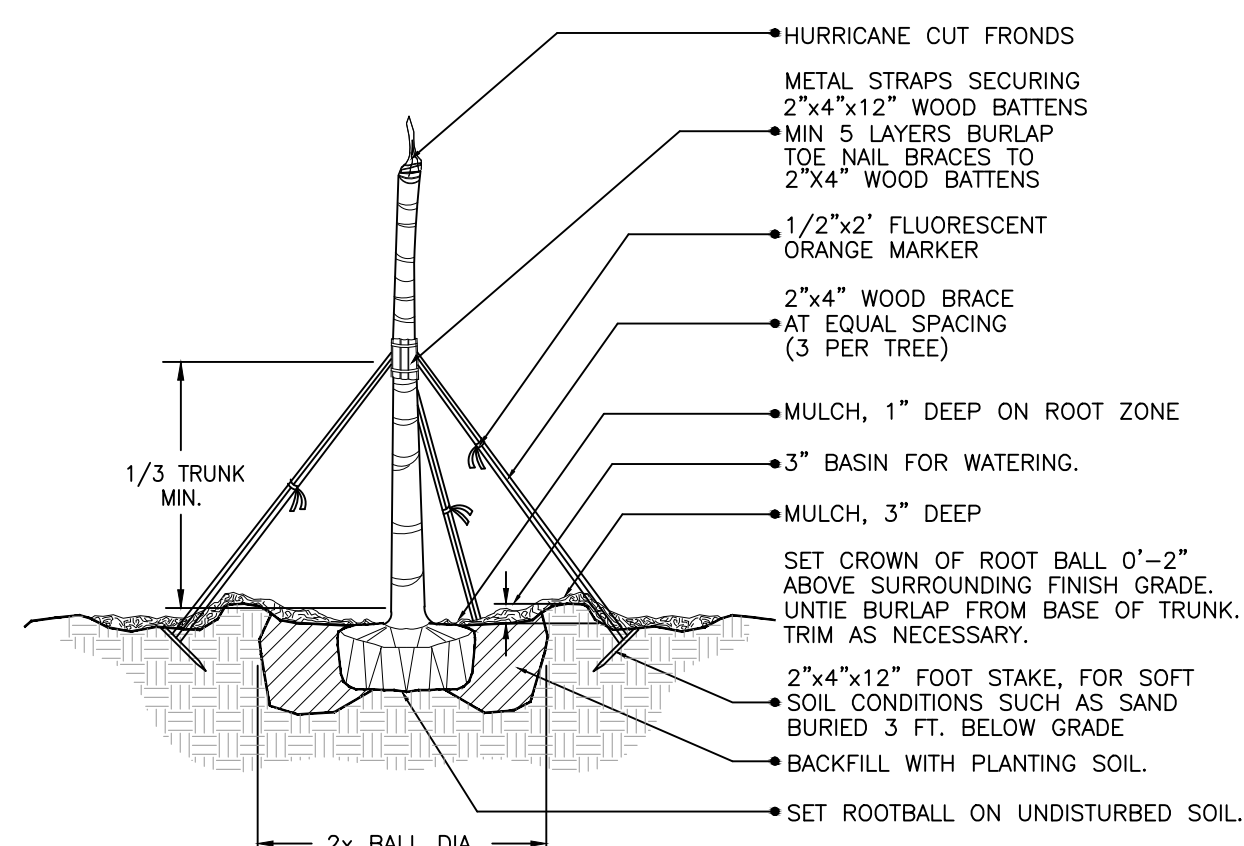 HURRICANE CUT FRONDS
METAL STRAPS SECURING
2"x4"x12" WOOD BATTENS
MIN 5 LAYERS BURLAP
TOE NAIL BRACES TO
2"X4" WOOD BATTENS
1/2"x2' FLUORESCENT
ORANGE MARKER
2"x4" WOOD BRACE
AT EQUAL SPACING
(3 PER TREE)
MULCH, 1" DEEP ON ROOT ZONE
3" BASIN FOR WATERING.
MULCH, 3" DEEP
SET CROWN OF ROOT BALL 0'-2"
ABOVE SURROUNDING FINISH GRADE.
UNTIE BURLAP FROM BASE OF TRUNK.
TRIM AS NECESSARY.
2"x4"x12" FOOT STAKE, FOR SOFT
SOIL CONDITIONS SUCH AS SAND
BURIED 3 FT. BELOW GRADE
BACKFILL WITH PLANTING SOIL.
SET ROOTBALL ON UNDISTURBED SOIL.
1/3 TRUNK
MIN.
2x BALL DIA